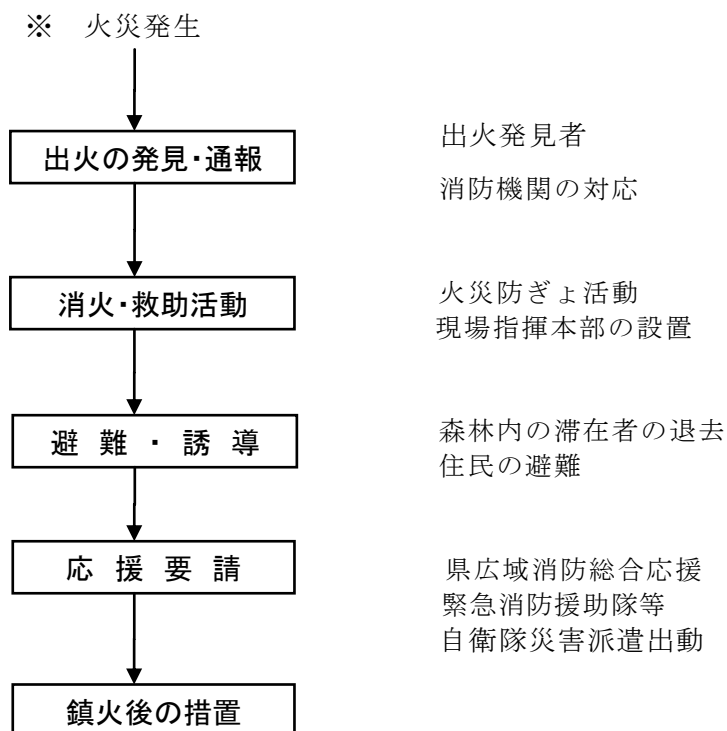 ※　火災発生
出火の発見・通報
出火発見者
消防機関の対応
消火・救助活動
火災防ぎょ活動
現場指揮本部の設置
避　難　・　誘　導
森林内の滞在者の退去
住民の避難
応　援　要　請
県広域消防総合応援
緊急消防援助隊等
自衛隊災害派遣出動
鎮火後の措置